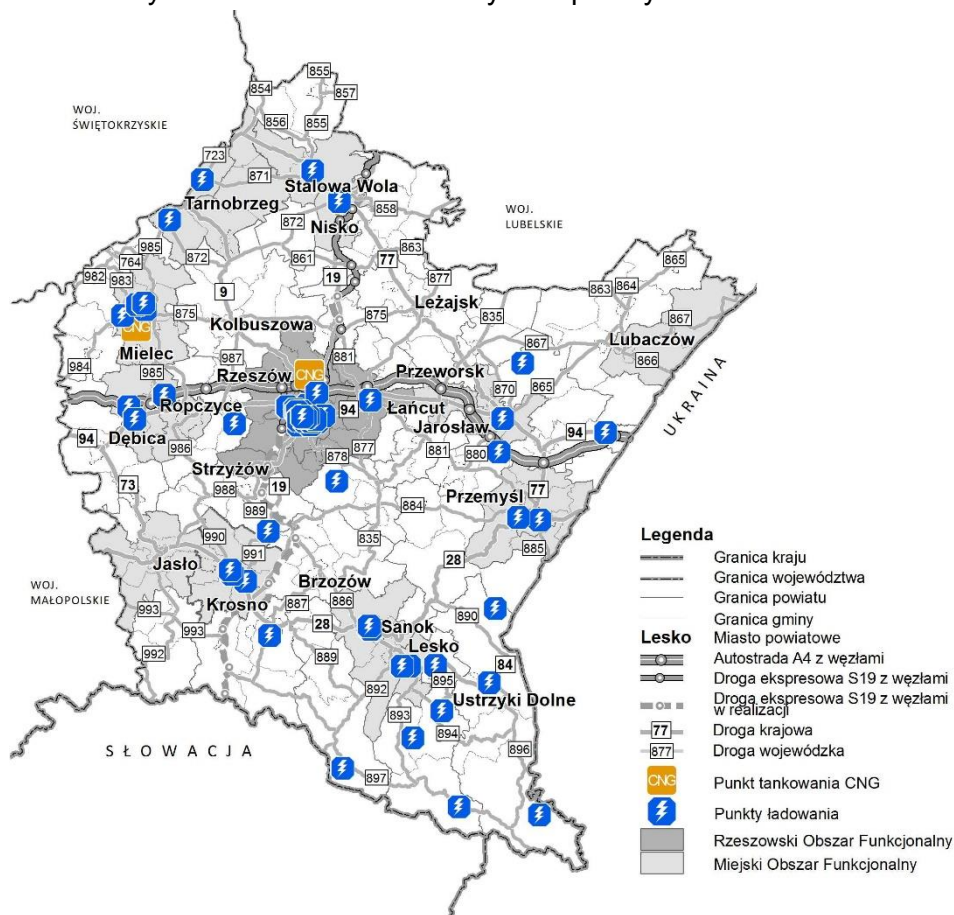 855
854
857
WOJ.
ŚWIĘTOKRZYSKIE
856
855
723
871
Stalowa Wola
Tarnobrzeg
858
WOJ.
LUBELSKIE
872
Nisko
985
872
861
77
863
764
982
983
19
877
865
9
Leżajsk
863
864
875
Kolbuszowa
875
835
867
CNG
867
Lubaczów
Mielec
987
881
866
984
985
Rzeszów
CNG
Przeworsk
870
865
Ropczyce
94
Łańcut
UKRAINA
Dębica
Jarosław
94
94
986
877
881
880
Strzyżów
878
73
988
19
Przemyśl
77
989
884
990
835
885
991
28
Jasło
WOJ.
MAŁOPOLSKIE
Brzozów
993
Krosno
887
886
890
993
28
Sanok
992
889
Lesko
84
892
895
Ustrzyki Dolne
893
894
896
SŁOWACJA
897
Legenda
Granica kraju
Granica województwa
Granica powiatu
Granica gminy
Lesko Miasto powiatowe
Autostrada A4 z węzłami
Droga ekspresowa S19 z węzłami
Droga ekspresowa S19 z węzłami
w realizacji
77 Droga krajowa
877 Droga wojewódzka
CNG Punkt tankowania CNG
Punkty ładowania
Rzeszowski Obszar Funkcjonalny
Miejski Obszar Funkcjonalny